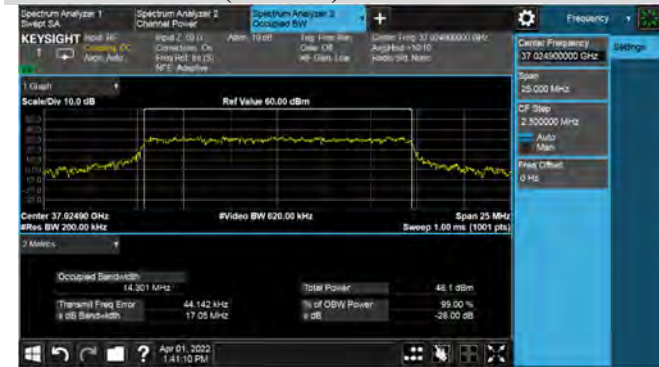 Spectrum Analyzer 1
Swept SA
Spectrum Analyzer 2
Channel Power
Spectrum Analyzer 3
Occupied BW
+
Frequency
KEYSIGHT
Input: RF
Coupling: DC
Align: Auto
Input Z: 50 Ω
Corrections: On
Freq Ref: Int (S)
NFE: Adaptive
Atten: 10 dB
Trig: Free Run
Gate: Off
#IF Gain: Low
Center Freq: 37.024900000 GHz
Avg|Hold: >10/10
Radio Std: None
1 Graph
Scale/Div 10.0 dB
Ref Value 60.00 dBm
Center 37.02490 GHz
#Res BW 200.00 kHz
#Video BW 620.00 kHz
Span 25 MHz
Sweep 1.00 ms (1001 pts)
2 Metrics
Occupied Bandwidth
14.301 MHz
Total Power
48.1 dBm
Transmit Freq Error
44.142 kHz
% of OBW Power
99.00 %
x dB Bandwidth
17.05 MHz
x dB
-26.00 dB
Apr 01, 2022
1:41:10 PM
Center Frequency
37.024900000 GHz
Settings
Span
25.000 MHz
CF Step
2.500000 MHz
Auto
Man
Freq Offset
0 Hz